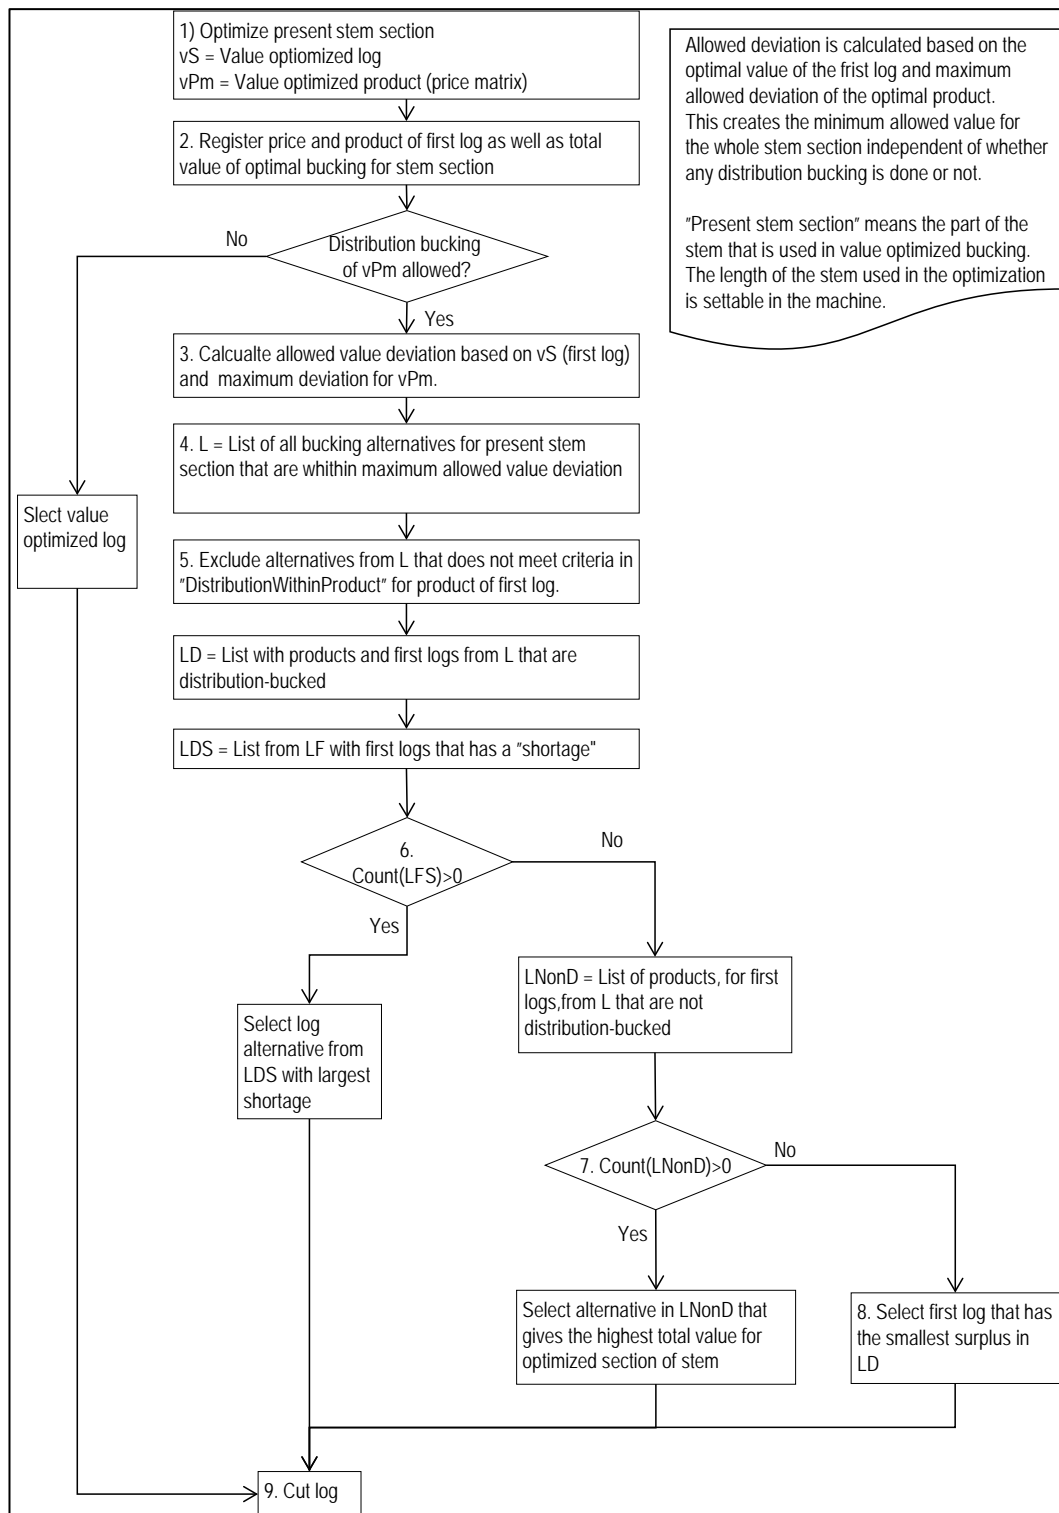 1) Optimize present stem section
vS = Value optiomized log
vPm = Value optimized product (price matrix)
Allowed deviation is calculated based on the
optimal value of the frist log and maximum
allowed deviation of the optimal product.
This creates the minimum allowed value for
the whole stem section independent of whether
any distribution bucking is done or not.
"Present stem section" means the part of the
stem that is used in value optimized bucking.
The length of the stem used in the optimization
is settable in the machine.
2. Register price and product of first log as well as total
value of optimal bucking for stem section
No
Distribution bucking
of vPm allowed?
Yes
3. Calcualte allowed value deviation based on vS (first log)
and maximum deviation for vPm.
4. L = List of all bucking alternatives for present stem
section that are whithin maximum allowed value deviation
Slect value
optimized log
5. Exclude alternatives from L that does not meet criteria in
"DistributionWithinProduct" for product of first log.
LD = List with products and first logs from L that are
distribution-bucked
LDS = List from LF with first logs that has a "shortage"
6.
Count(LFS)>0
No
Yes
LNonD = List of products, for first
logs,from L that are not
distribution-bucked
Select log
alternative from
LDS with largest
shortage
7. Count(LNonD)>0
No
Yes
Select alternative in LNonD that
gives the highest total value for
optimized section of stem
8. Select first log that has
the smallest surplus in
LD
9. Cut log